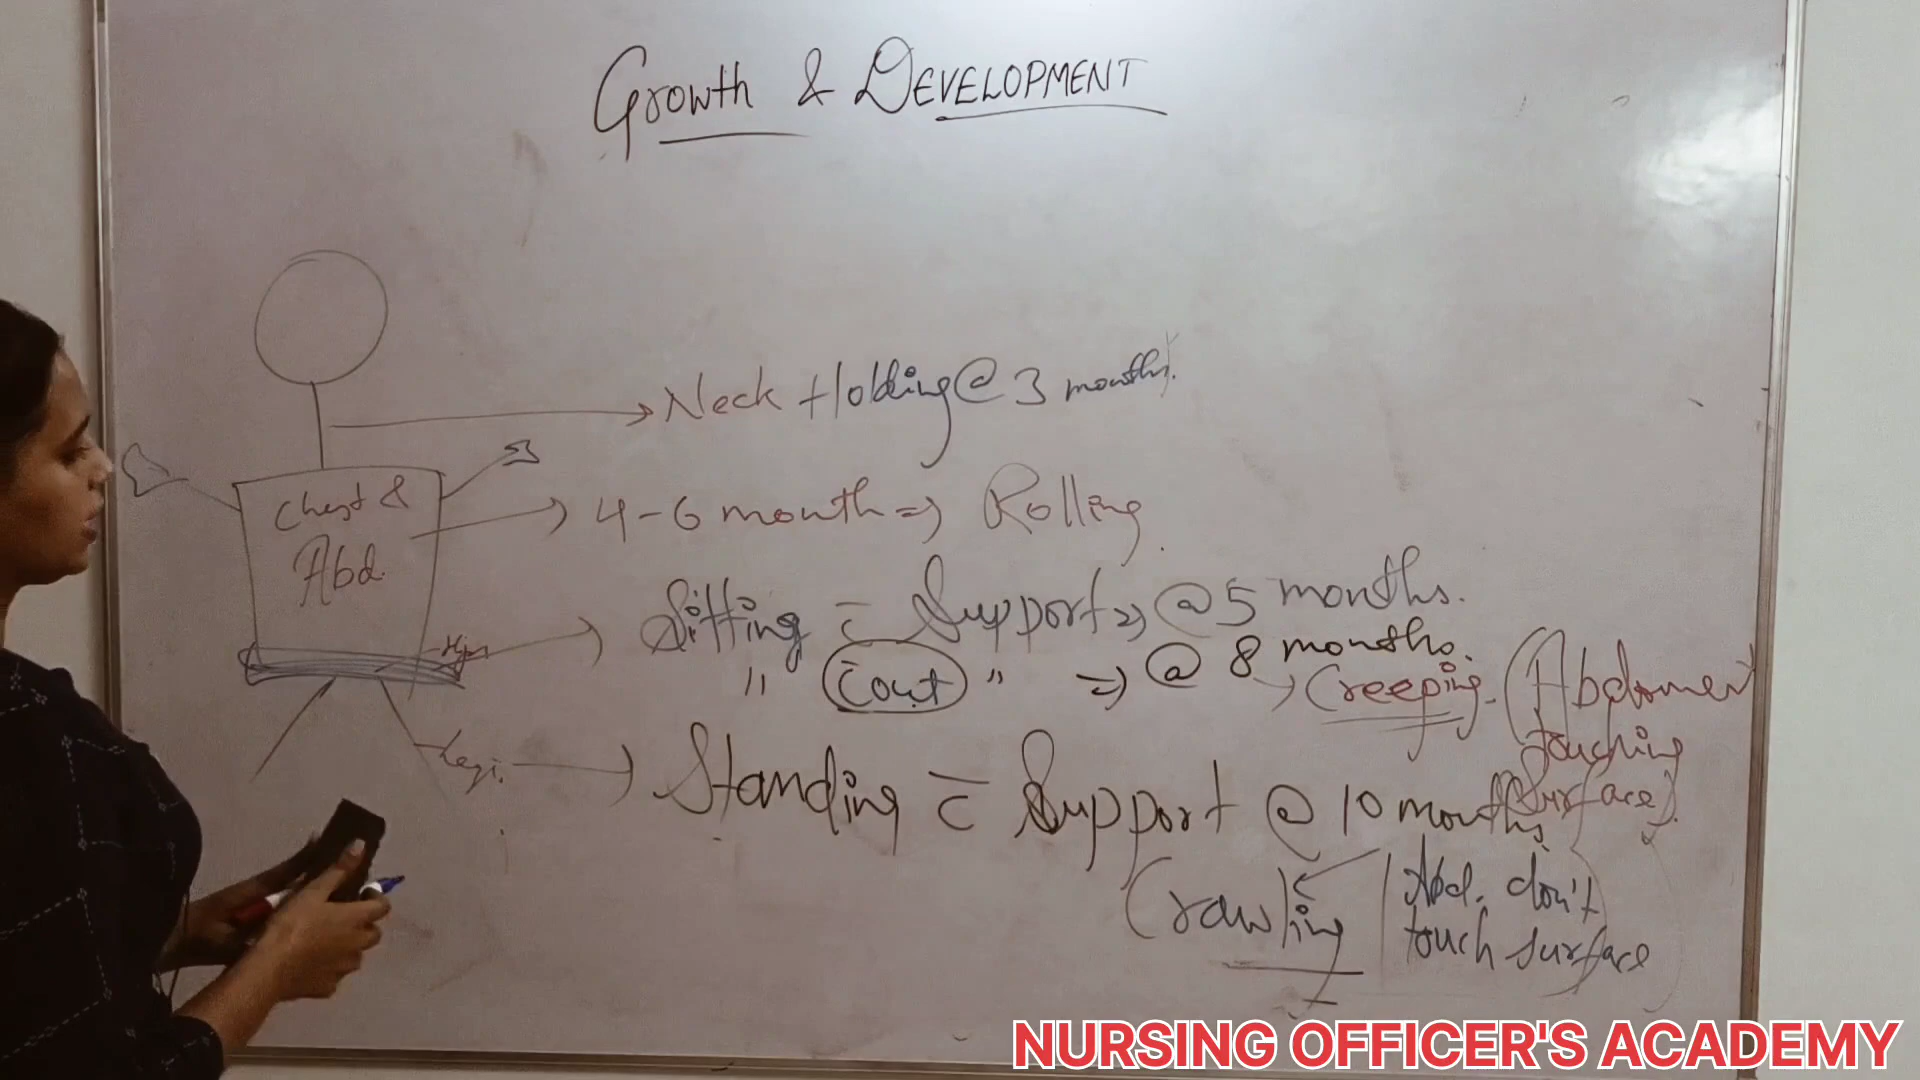 Growth & DEVELOPMENT
Neck Holding @ 3 months.
Chest &
Abd.
4-6 month => Rolling.
Hips
Sitting c̄ Support => @ 5 months.
" c̄out " => @ 8 months.
→ Creeping. (Abdomen
touching
surface).
Legs.
Standing c̄ Support @ 10 months
Crawling
Abd. don't
touch surface
NURSING OFFICER'S ACADEMY